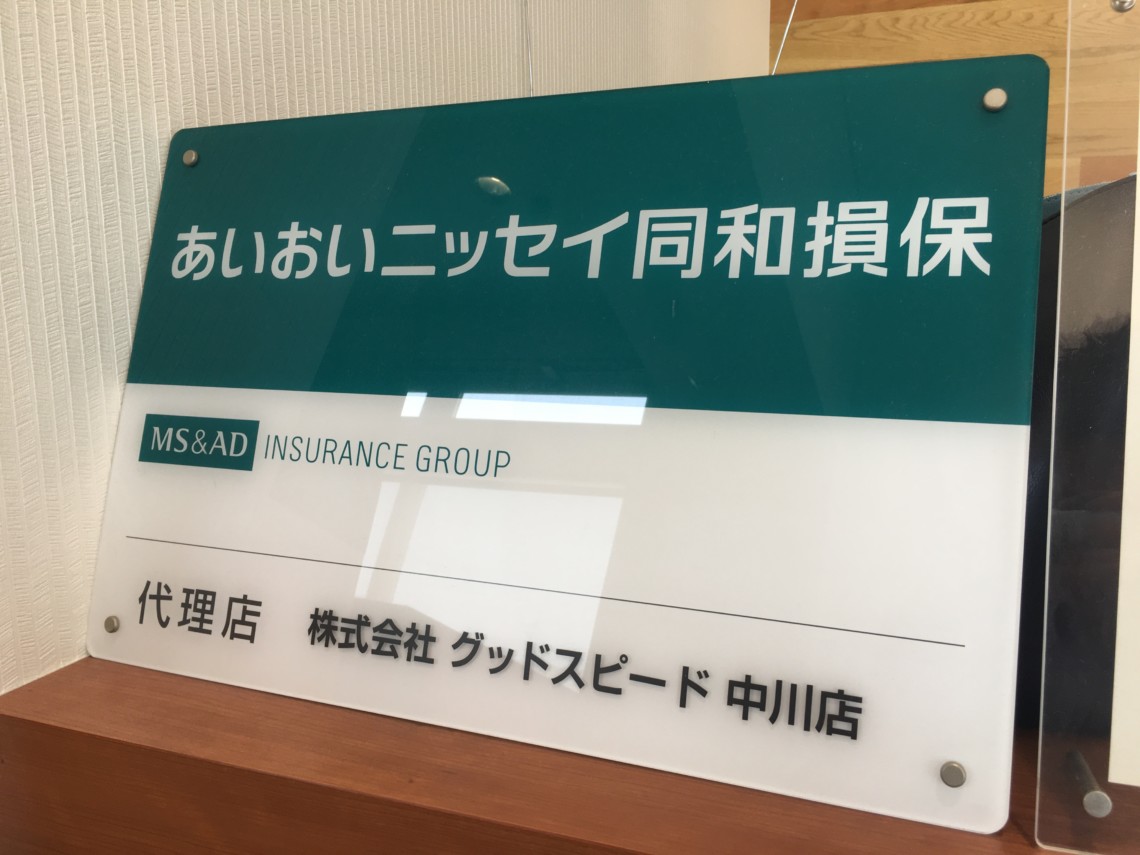 あいおいニッセイ同和損保
MS&AD INSURANCE GROUP
代理店 株式会社 グッドスピード 中川店